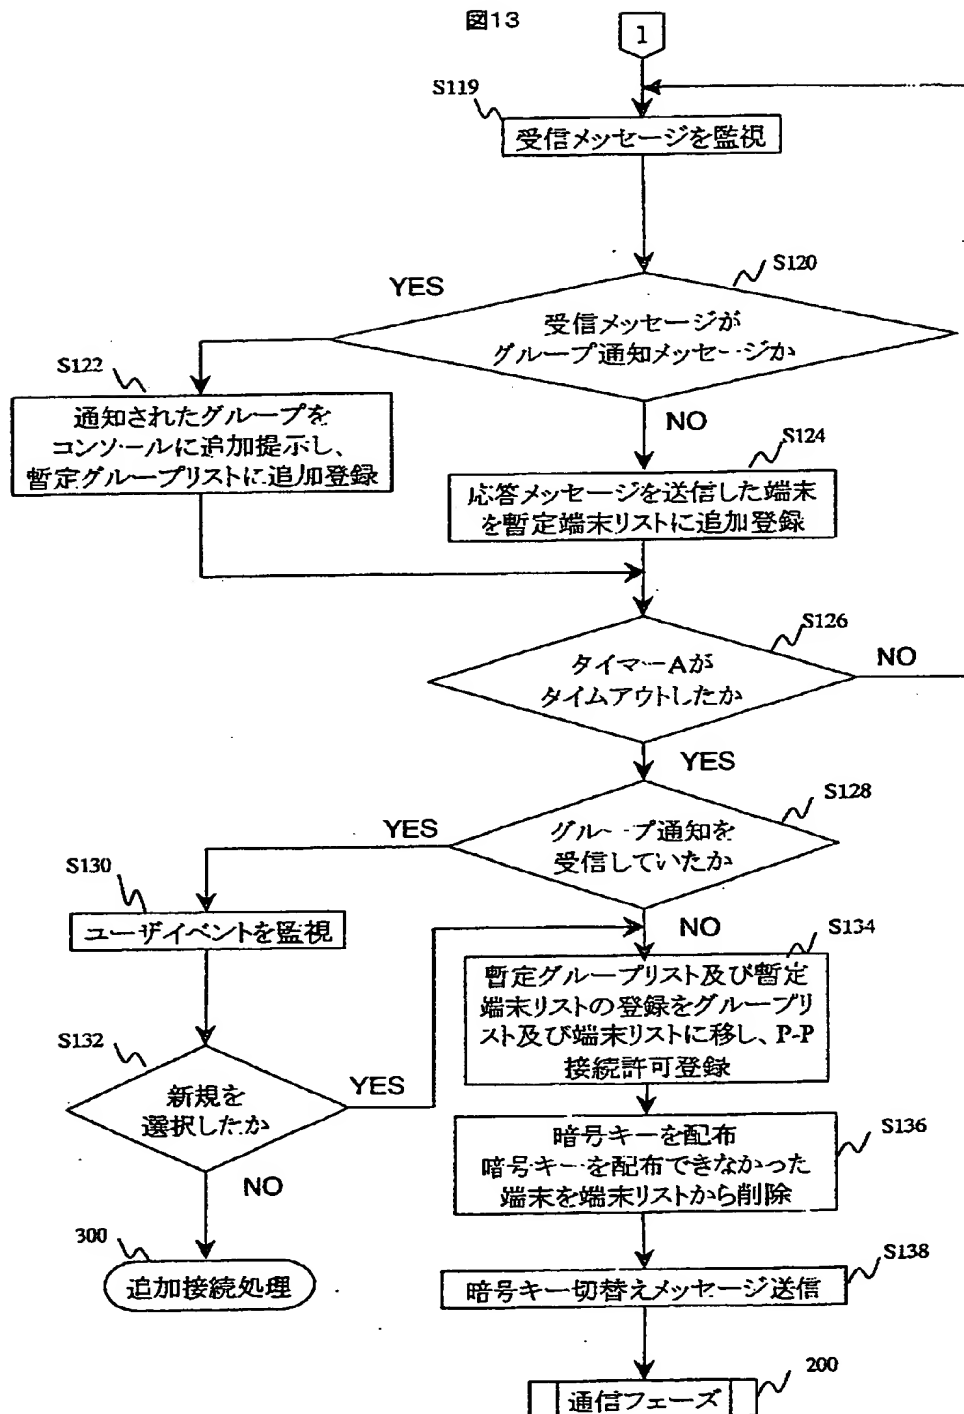 図13
1
S119
受信メッセージを監視
S120
YES
受信メッセージが
グループ通知メッセージか
S122
通知されたグループを
コンソールに追加提示し、
暫定グループリストに追加登録
NO
S124
応答メッセージを送信した端末
を暫定端末リストに追加登録
S126
タイマーAが
タイムアウトしたか
NO
YES
S128
グループ通知を
受信していたか
YES
S130
ユーザイベントを監視
NO
S134
暫定グループリスト及び暫定
端末リストの登録をグループリ
スト及び端末リストに移し、P-P
接続許可登録
S132
新規を
選択したか
YES
S136
暗号キーを配布
暗号キーを配布できなかった
端末を端末リストから削除
NO
300
追加接続処理
S138
暗号キー切替えメッセージ送信
200
通信フェーズ